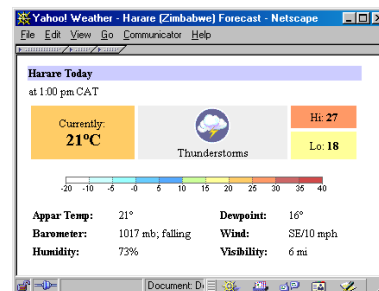 Yahoo! Weather - Harare (Zimbabwe) Forecast - Netscape
File Edit View Go Communicator Help
Harare Today
at 1:00 pm CAT
Currently:
21°C
Thunderstorms
Hi: 27
Lo: 18
-20 -10 -5 -0 5 10 15 20 25 30 35 40
Appar Temp: 21° Dewpoint: 16°
Barometer: 1017 mb; falling Wind: SE/10 mph
Humidity: 73% Visibility: 6 mi
Document: D